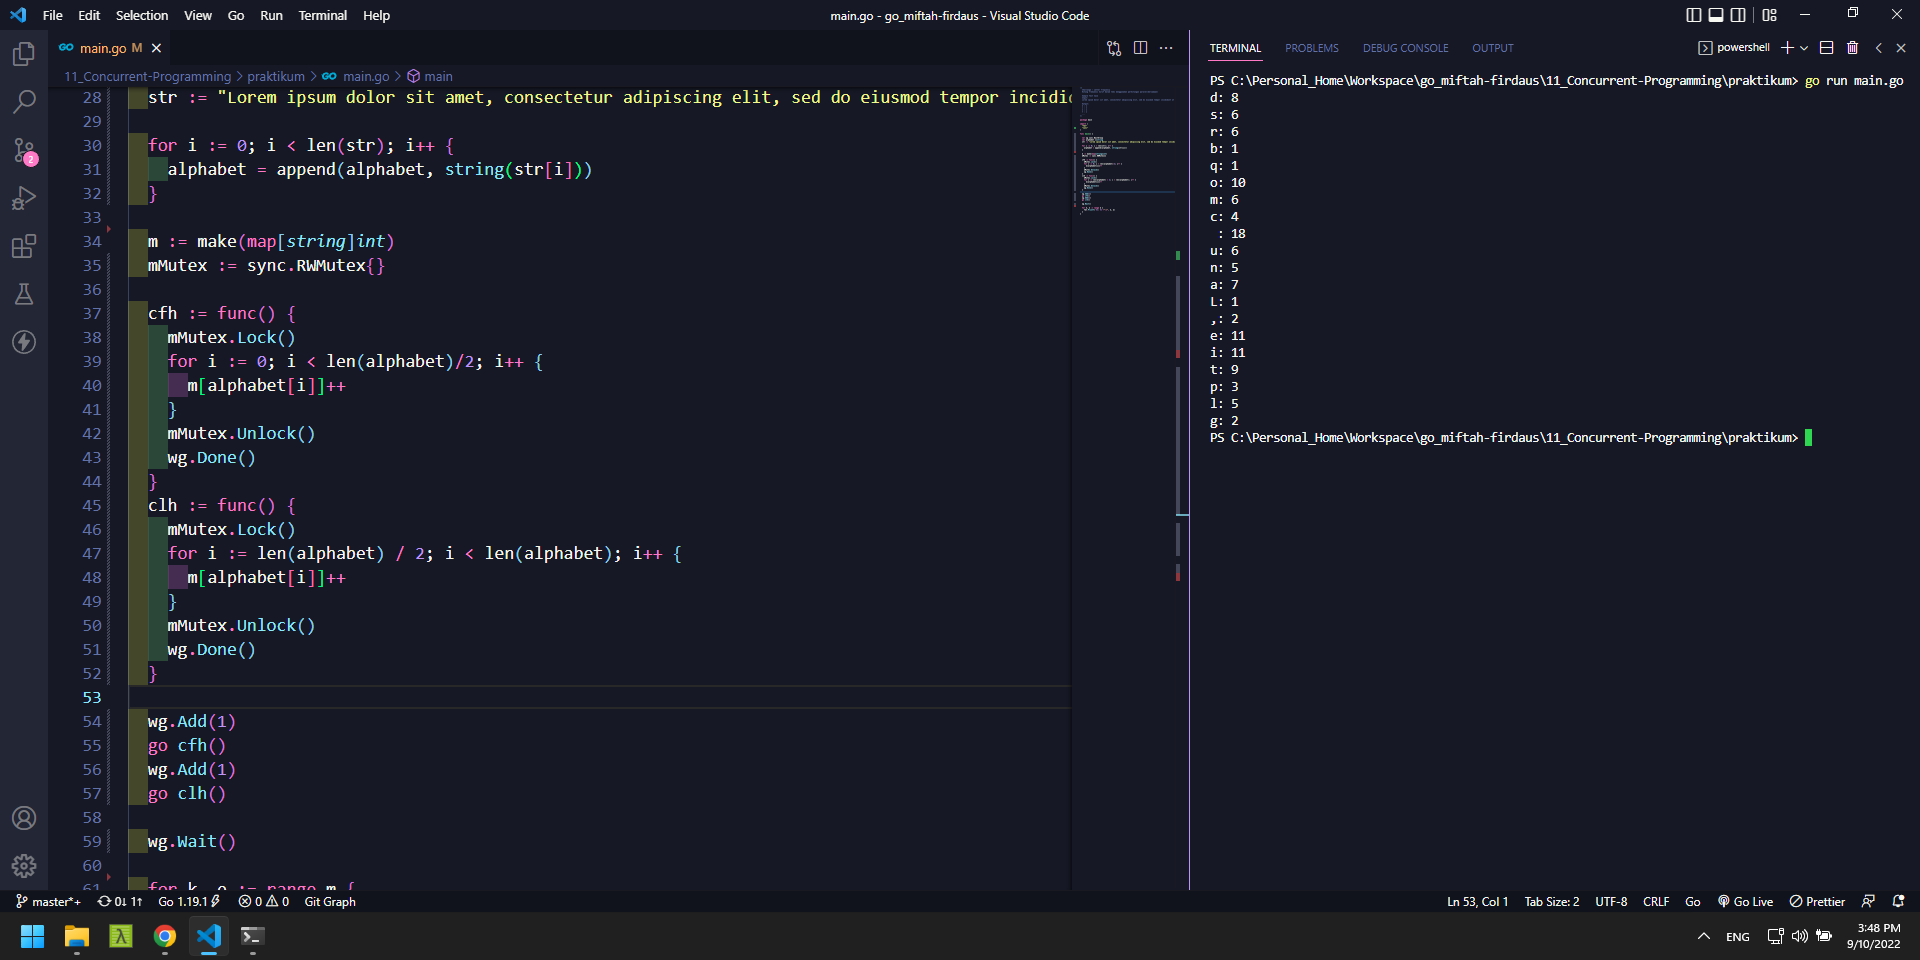 File Edit Selection View Go Run Terminal Help
main.go - go_miftah-firdaus - Visual Studio Code
main.go M
11_Concurrent-Programming > praktikum > main.go > main
28 str := "Lorem ipsum dolor sit amet, consectetur adipiscing elit, sed do eiusmod tempor incidid
29
30 for i := 0; i < len(str); i++ {
31 alphabet = append(alphabet, string(str[i]))
32 }
33
34 m := make(map[string]int)
35 mMutex := sync.RWMutex{}
36
37 cfh := func() {
38 mMutex.Lock()
39 for i := 0; i < len(alphabet)/2; i++ {
40 m[alphabet[i]]++
41 }
42 mMutex.Unlock()
43 wg.Done()
44 }
45 clh := func() {
46 mMutex.Lock()
47 for i := len(alphabet) / 2; i < len(alphabet); i++ {
48 m[alphabet[i]]++
49 }
50 mMutex.Unlock()
51 wg.Done()
52 }
53
54 wg.Add(1)
55 go cfh()
56 wg.Add(1)
57 go clh()
58
59 wg.Wait()
60
61 for k, e := range m {
TERMINAL PROBLEMS DEBUG CONSOLE OUTPUT
powershell
PS C:\Personal_Home\Workspace\go_miftah-firdaus\11_Concurrent-Programming\praktikum> go run main.go
d: 8
s: 6
r: 6
b: 1
q: 1
o: 10
m: 6
c: 4
 : 18
u: 6
n: 5
a: 7
L: 1
,: 2
e: 11
i: 11
t: 9
p: 3
l: 5
g: 2
PS C:\Personal_Home\Workspace\go_miftah-firdaus\11_Concurrent-Programming\praktikum>
2
master*+ 0↓ 1↑ Go 1.19.1 0 0 Git Graph
Ln 53, Col 1 Tab Size: 2 UTF-8 CRLF Go Go Live Prettier
ENG
3:48 PM
9/10/2022